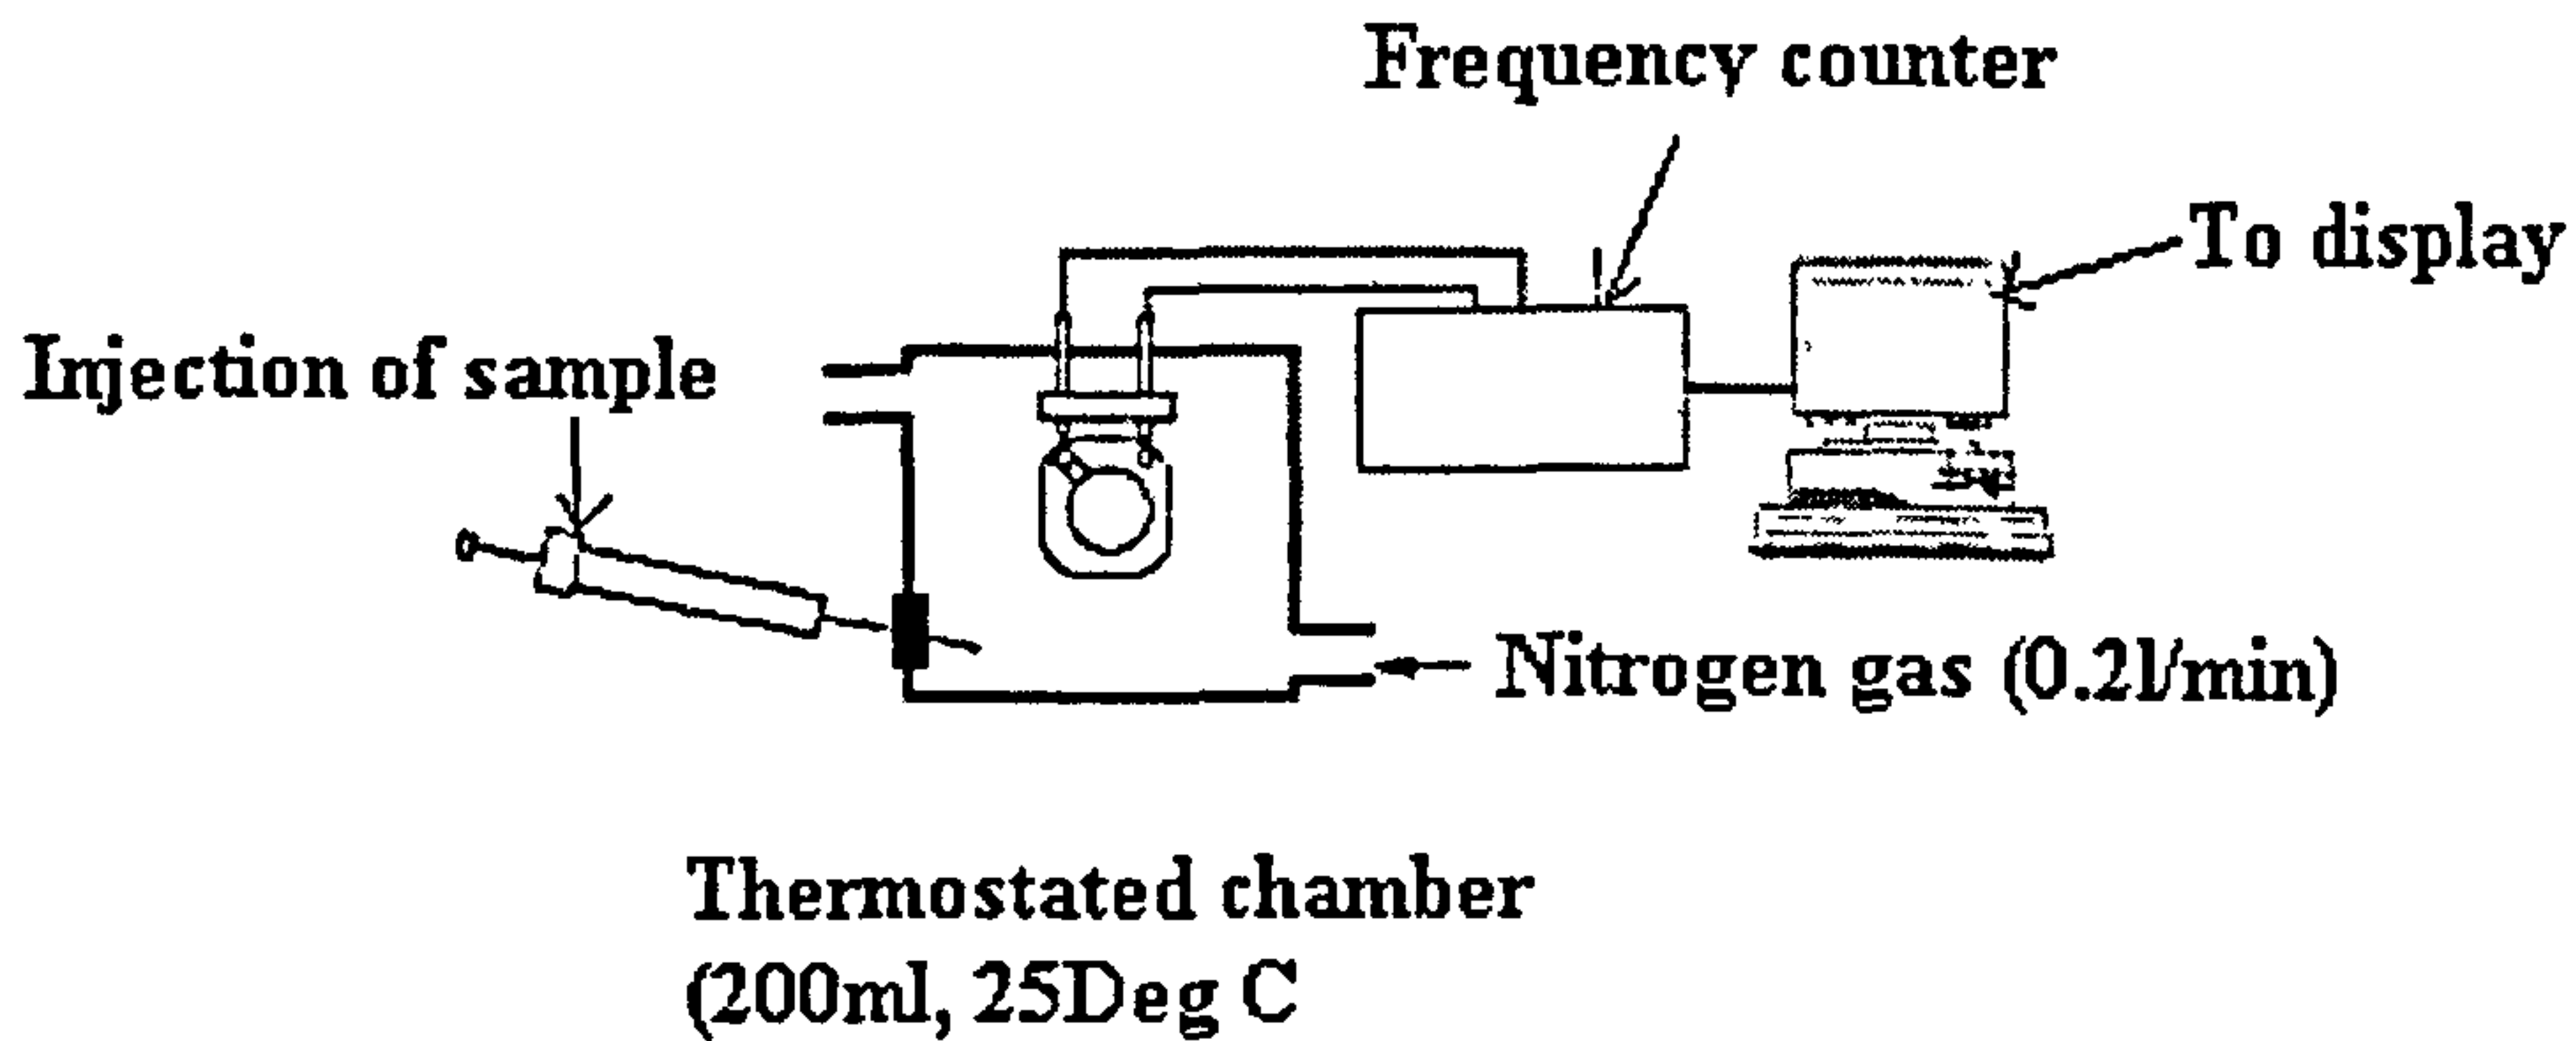 Frequency counter
To display
Injection of sample
Nitrogen gas (0.2l/min)
Thermostated chamber
(200ml, 25Deg C